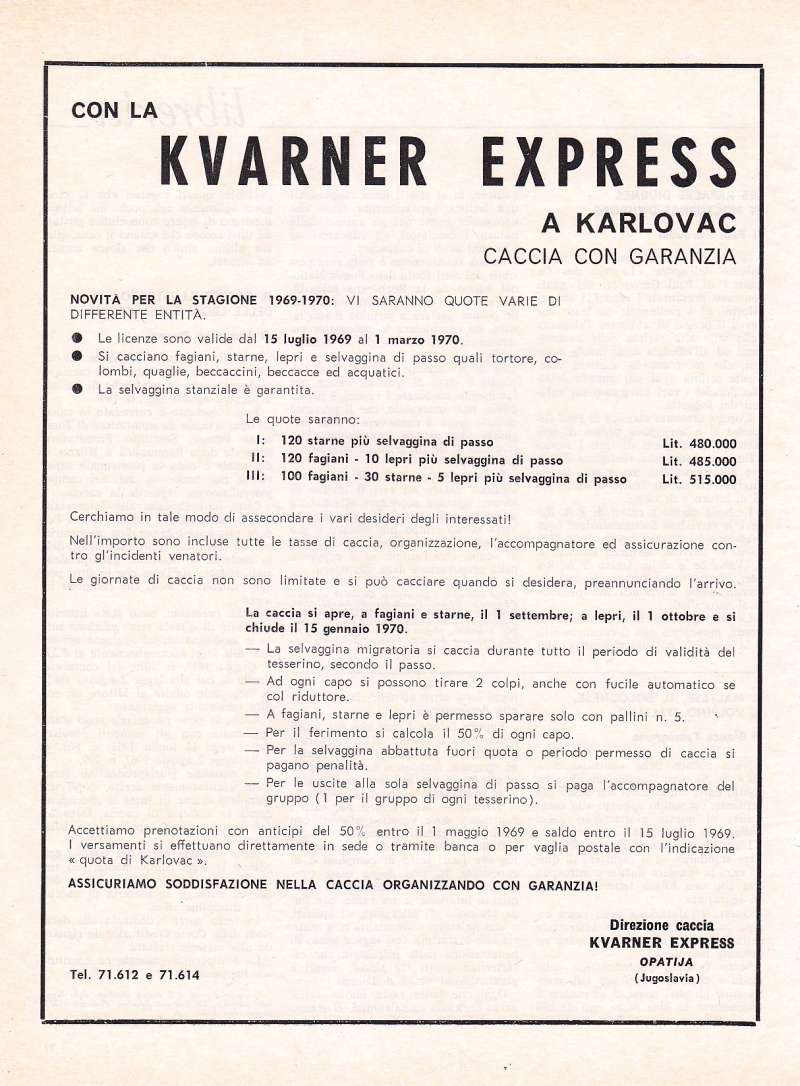 CON LA
KVARNER EXPRESS
A KARLOVAC
CACCIA CON GARANZIA
NOVITÀ PER LA STAGIONE 1969-1970: VI SARANNO QUOTE VARIE DI
DIFFERENTE ENTITÀ.
● Le licenze sono valide dal 15 luglio 1969 al 1 marzo 1970.
● Si cacciano fagiani, starne, lepri e selvaggina di passo quali tortore, co-
lombi, quaglie, beccaccini, beccacce ed acquatici.
● La selvaggina stanziale è garantita.
Le quote saranno:
I: 120 starne più selvaggina di passo Lit. 480.000
II: 120 fagiani - 10 lepri più selvaggina di passo Lit. 485.000
III: 100 fagiani - 30 starne - 5 lepri più selvaggina di passo Lit. 515.000
Cerchiamo in tale modo di assecondare i vari desideri degli interessati!
Nell'importo sono incluse tutte le tasse di caccia, organizzazione, l'accompagnatore ed assicurazione con-
tro gl'incidenti venatori.
Le giornate di caccia non sono limitate e si può cacciare quando si desidera, preannunciando l'arrivo.
La caccia si apre, a fagiani e starne, il 1 settembre; a lepri, il 1 ottobre e si
chiude il 15 gennaio 1970.
— La selvaggina migratoria si caccia durante tutto il periodo di validità del
tesserino, secondo il passo.
— Ad ogni capo si possono tirare 2 colpi, anche con fucile automatico se
col riduttore.
— A fagiani, starne e lepri è permesso sparare solo con pallini n. 5.
— Per il ferimento si calcola il 50% di ogni capo.
— Per la selvaggina abbattuta fuori quota o periodo permesso di caccia si
pagano penalità.
— Per le uscite alla sola selvaggina di passo si paga l'accompagnatore del
gruppo (1 per il gruppo di ogni tesserino).
Accettiamo prenotazioni con anticipi del 50% entro il 1 maggio 1969 e saldo entro il 15 luglio 1969.
I versamenti si effettuano direttamente in sede o tramite banca o per vaglia postale con l'indicazione
« quota di Karlovac ».
ASSICURIAMO SODDISFAZIONE NELLA CACCIA ORGANIZZANDO CON GARANZIA!
Direzione caccia
KVARNER EXPRESS
OPATIJA
(Jugoslavia)
Tel. 71.612 e 71.614